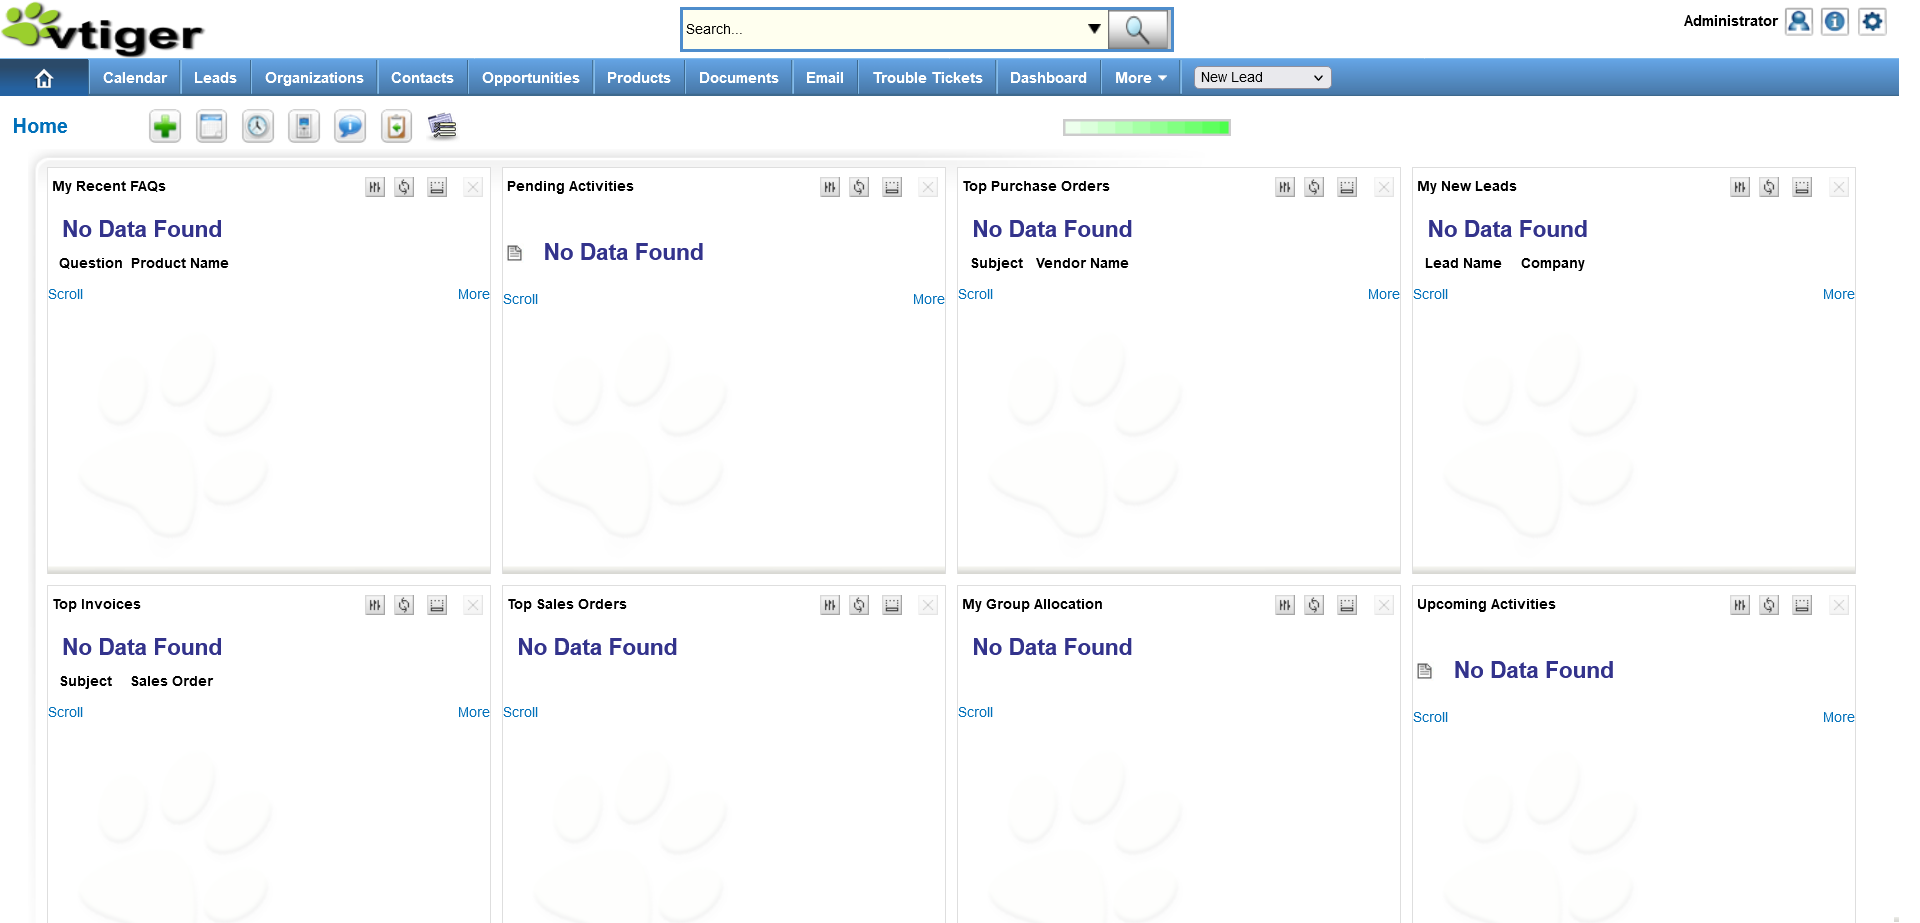 vtiger
Search...
Administrator
Calendar Leads Organizations Contacts Opportunities Products Documents Email Trouble Tickets Dashboard More New Lead
Home
My Recent FAQs
No Data Found
Question Product Name
Scroll More
Pending Activities
No Data Found
Scroll More
Top Purchase Orders
No Data Found
Subject Vendor Name
Scroll More
My New Leads
No Data Found
Lead Name Company
Scroll More
Top Invoices
No Data Found
Subject Sales Order
Scroll More
Top Sales Orders
No Data Found
Scroll
My Group Allocation
No Data Found
Scroll
Upcoming Activities
No Data Found
Scroll More